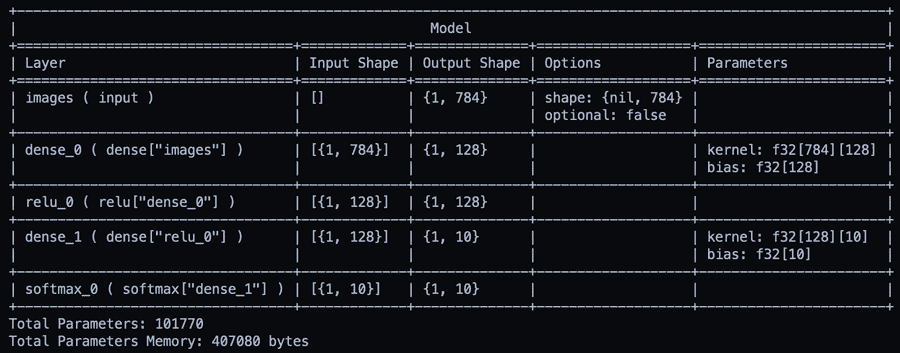 Model
Layer | Input Shape | Output Shape | Options | Parameters
images ( input ) | [] | {1, 784} | shape: {nil, 784} |
optional: false
dense_0 ( dense["images"] ) | [{1, 784}] | {1, 128} | | kernel: f32[784][128]
bias: f32[128]
relu_0 ( relu["dense_0"] ) | [{1, 128}] | {1, 128} | |
dense_1 ( dense["relu_0"] ) | [{1, 128}] | {1, 10} | | kernel: f32[128][10]
bias: f32[10]
softmax_0 ( softmax["dense_1"] ) | [{1, 10}] | {1, 10} | |
Total Parameters: 101770
Total Parameters Memory: 407080 bytes